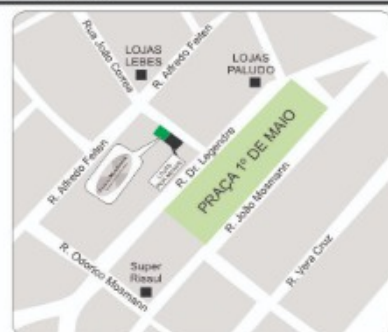 Rua João Correa
LOJAS
LEBES
R. Alfredo Feiten
LOJAS
PALUDO
R. Alfredo Feiten
R. Dr. Legendre
PRAÇA 1º DE MAIO
R. João Mosmann
R. Odorico Mosmann
Super
Rissul
R. Vera Cruz